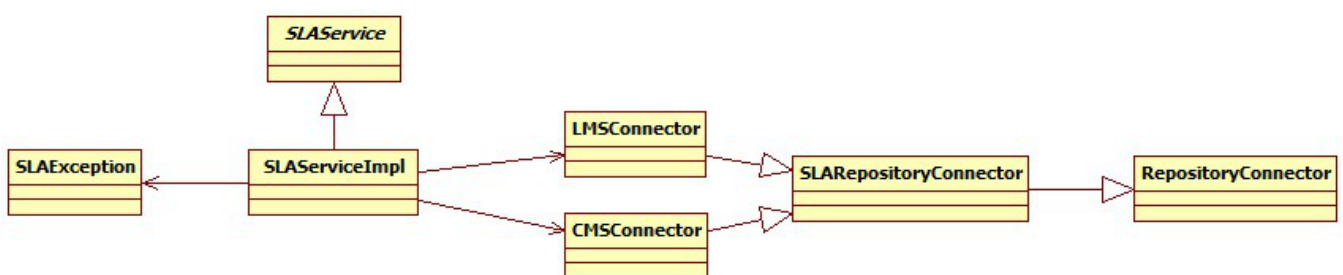 SLAService
LMSConnector
SLAException
SLAServiceImpl
SLARepositoryConnector
RepositoryConnector
CMSConnector